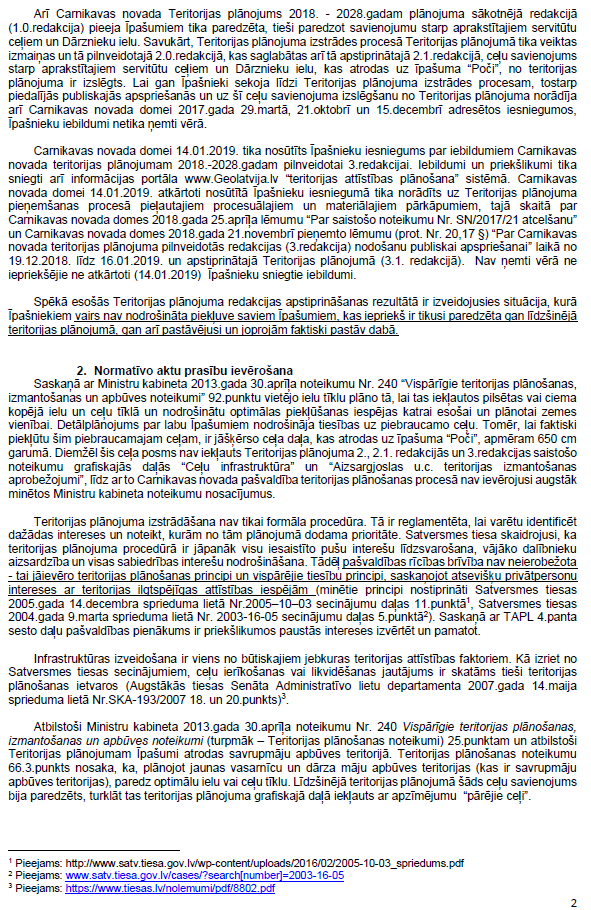 Arī Carnikavas novada Teritorijas plānojums 2018. - 2028.gadam plānojuma sākotnējā redakcijā
(1.0.redakcija) pieeja Īpašumiem tika paredzēta, tieši paredzot savienojumu starp aprakstītajiem servitūtu
ceļiem un Dārznieku ielu. Savukārt, Teritorijas plānojuma izstrādes procesā Teritorijas plānojumā tika veiktas
izmaiņas un tā pilnveidotajā 2.0.redakcijā, kas saglabātas arī tā apstiprinātajā 2.1.redakcijā, ceļu savienojums
starp aprakstītajiem servitūtu ceļiem un Dārznieku ielu, kas atrodas uz īpašuma “Poči”, no teritorijas
plānojuma ir izslēgts. Lai gan Īpašnieki sekoja līdzi Teritorijas plānojuma izstrādes procesam, tostarp
piedalījās publiskajās apspriešanās un uz šī ceļu savienojuma izslēgšanu no Teritorijas plānojuma norādīja
arī Carnikavas novada domei 2017.gada 29.martā, 21.oktobrī un 15.decembrī adresētos iesniegumos,
Īpašnieku iebildumi netika ņemti vērā.
Carnikavas novada domei 14.01.2019. tika nosūtīts Īpašnieku iesniegums par iebildumiem Carnikavas
novada teritorijas plānojumam 2018.-2028.gadam pilnveidotai 3.redakcijai. Iebildumi un priekšlikumi tika
sniegti arī informācijas portāla www.Geolatvija.lv “teritorijas attīstības plānošana” sistēmā. Carnikavas
novada domei 14.01.2019. atkārtoti nosūtītā Īpašnieku iesniegumā tika norādīts uz Teritorijas plānojuma
pieņemšanas procesā pieļautajiem procesuālajiem un materiālajiem pārkāpumiem, tajā skaitā par
Carnikavas novada domes 2018.gada 25.aprīļa lēmumu “Par saistošo noteikumu Nr. SN/2017/21 atcelšanu”
un Carnikavas novada domes 2018.gada 21.novembrī pieņemto lēmumu (prot. Nr. 20,17 §) “Par Carnikavas
novada teritorijas plānojuma pilnveidotās redakcijas (3.redakcija) nodošanu publiskai apspriešanai” laikā no
19.12.2018. līdz 16.01.2019. un apstiprinātajā Teritorijas plānojumā (3.1. redakcijā). Nav ņemti vērā ne
iepriekšējie ne atkārtoti (14.01.2019) Īpašnieku sniegtie iebildumi.
Spēkā esošās Teritorijas plānojuma redakcijas apstiprināšanas rezultātā ir izveidojusies situācija, kurā
Īpašniekiem vairs nav nodrošināta piekļuve saviem Īpašumiem, kas iepriekš ir tikusi paredzēta gan līdzšinējā
teritorijas plānojumā, gan arī pastāvējusi un joprojām faktiski pastāv dabā.
2. Normatīvo aktu prasību ievērošana
Saskaņā ar Ministru kabineta 2013.gada 30.aprīļa noteikumu Nr. 240 “Vispārīgie teritorijas plānošanas,
izmantošanas un apbūves noteikumi” 92.punktu vietējo ielu tīklu plāno tā, lai tas iekļautos pilsētas vai ciema
kopējā ielu un ceļu tīklā un nodrošinātu optimālas piekļūšanas iespējas katrai esošai un plānotai zemes
vienībai. Detālplānojums par labu Īpašumiem nodrošināja tiesības uz piebraucamo ceļu. Tomēr, lai faktiski
piekļūtu šim piebraucamajam ceļam, ir jāšķērso ceļa daļa, kas atrodas uz īpašuma “Poči”, apmēram 650 cm
garumā. Diemžēl šis ceļa posms nav iekļauts Teritorijas plānojuma 2., 2.1. redakcijās un 3.redakcijas saistošo
noteikumu grafiskajās daļās “Ceļu infrastruktūra” un “Aizsargjoslas u.c. teritorijas izmantošanas
aprobežojumi”, līdz ar to Carnikavas novada pašvaldība teritorijas plānošanas procesā nav ievērojusi augstāk
minētos Ministru kabineta noteikumu nosacījumus.
Teritorijas plānojuma izstrādāšana nav tikai formāla procedūra. Tā ir reglamentēta, lai varētu identificēt
dažādas intereses un noteikt, kurām no tām plānojumā dodama prioritāte. Satversmes tiesa skaidrojusi, ka
teritorijas plānojuma procedūrā ir jāpanāk visu iesaistīto pušu interešu līdzsvarošana, vājāko dalībnieku
aizsardzība un visas sabiedrības interešu nodrošināšana. Tādēļ pašvaldības rīcības brīvība nav neierobežota
- tai jāievēro teritorijas plānošanas principi un vispārējie tiesību principi, saskaņojot atsevišķu privātpersonu
intereses ar teritorijas ilgtspējīgas attīstības iespējām (minētie principi nostiprināti Satversmes tiesas
2005.gada 14.decembra sprieduma lietā Nr.2005–10–03 secinājumu daļas 11.punktā¹, Satversmes tiesas
2004.gada 9.marta sprieduma lietā Nr. 2003-16-05 secinājumu daļas 5.punktā²). Saskaņā ar TAPL 4.panta
sesto daļu pašvaldības pienākums ir priekšlikumos paustās intereses izvērtēt un pamatot.
Infrastruktūras izveidošana ir viens no būtiskajiem jebkuras teritorijas attīstības faktoriem. Kā izriet no
Satversmes tiesas secinājumiem, ceļu ierīkošanas vai likvidēšanas jautājums ir skatāms tieši teritorijas
plānošanas ietvaros (Augstākās tiesas Senāta Administratīvo lietu departamenta 2007.gada 14.maija
sprieduma lietā Nr.SKA-193/2007 18. un 20.punkts)³.
Atbilstoši Ministru kabineta 2013.gada 30.aprīļa noteikumu Nr. 240 Vispārīgie teritorijas plānošanas,
izmantošanas un apbūves noteikumi (turpmāk – Teritorijas plānošanas noteikumi) 25.punktam un atbilstoši
Teritorijas plānojumam Īpašumi atrodas savrupmāju apbūves teritorijā. Teritorijas plānošanas noteikumu
66.3.punkts nosaka, ka, plānojot jaunas vasarnīcu un dārza māju apbūves teritorijas (kas ir savrupmāju
apbūves teritorijas), paredz optimālu ielu vai ceļu tīklu. Līdzšinējā teritorijas plānojumā šāds ceļu savienojums
bija paredzēts, turklāt tas teritorijas plānojuma grafiskajā daļā iekļauts ar apzīmējumu “pārējie ceļi”.
¹ Pieejams: http://www.satv.tiesa.gov.lv/wp-content/uploads/2016/02/2005-10-03_spriedums.pdf
² Pieejams: www.satv.tiesa.gov.lv/cases/?search[number]=2003-16-05
³ Pieejams: https://www.tiesas.lv/nolemumi/pdf/8802.pdf
2